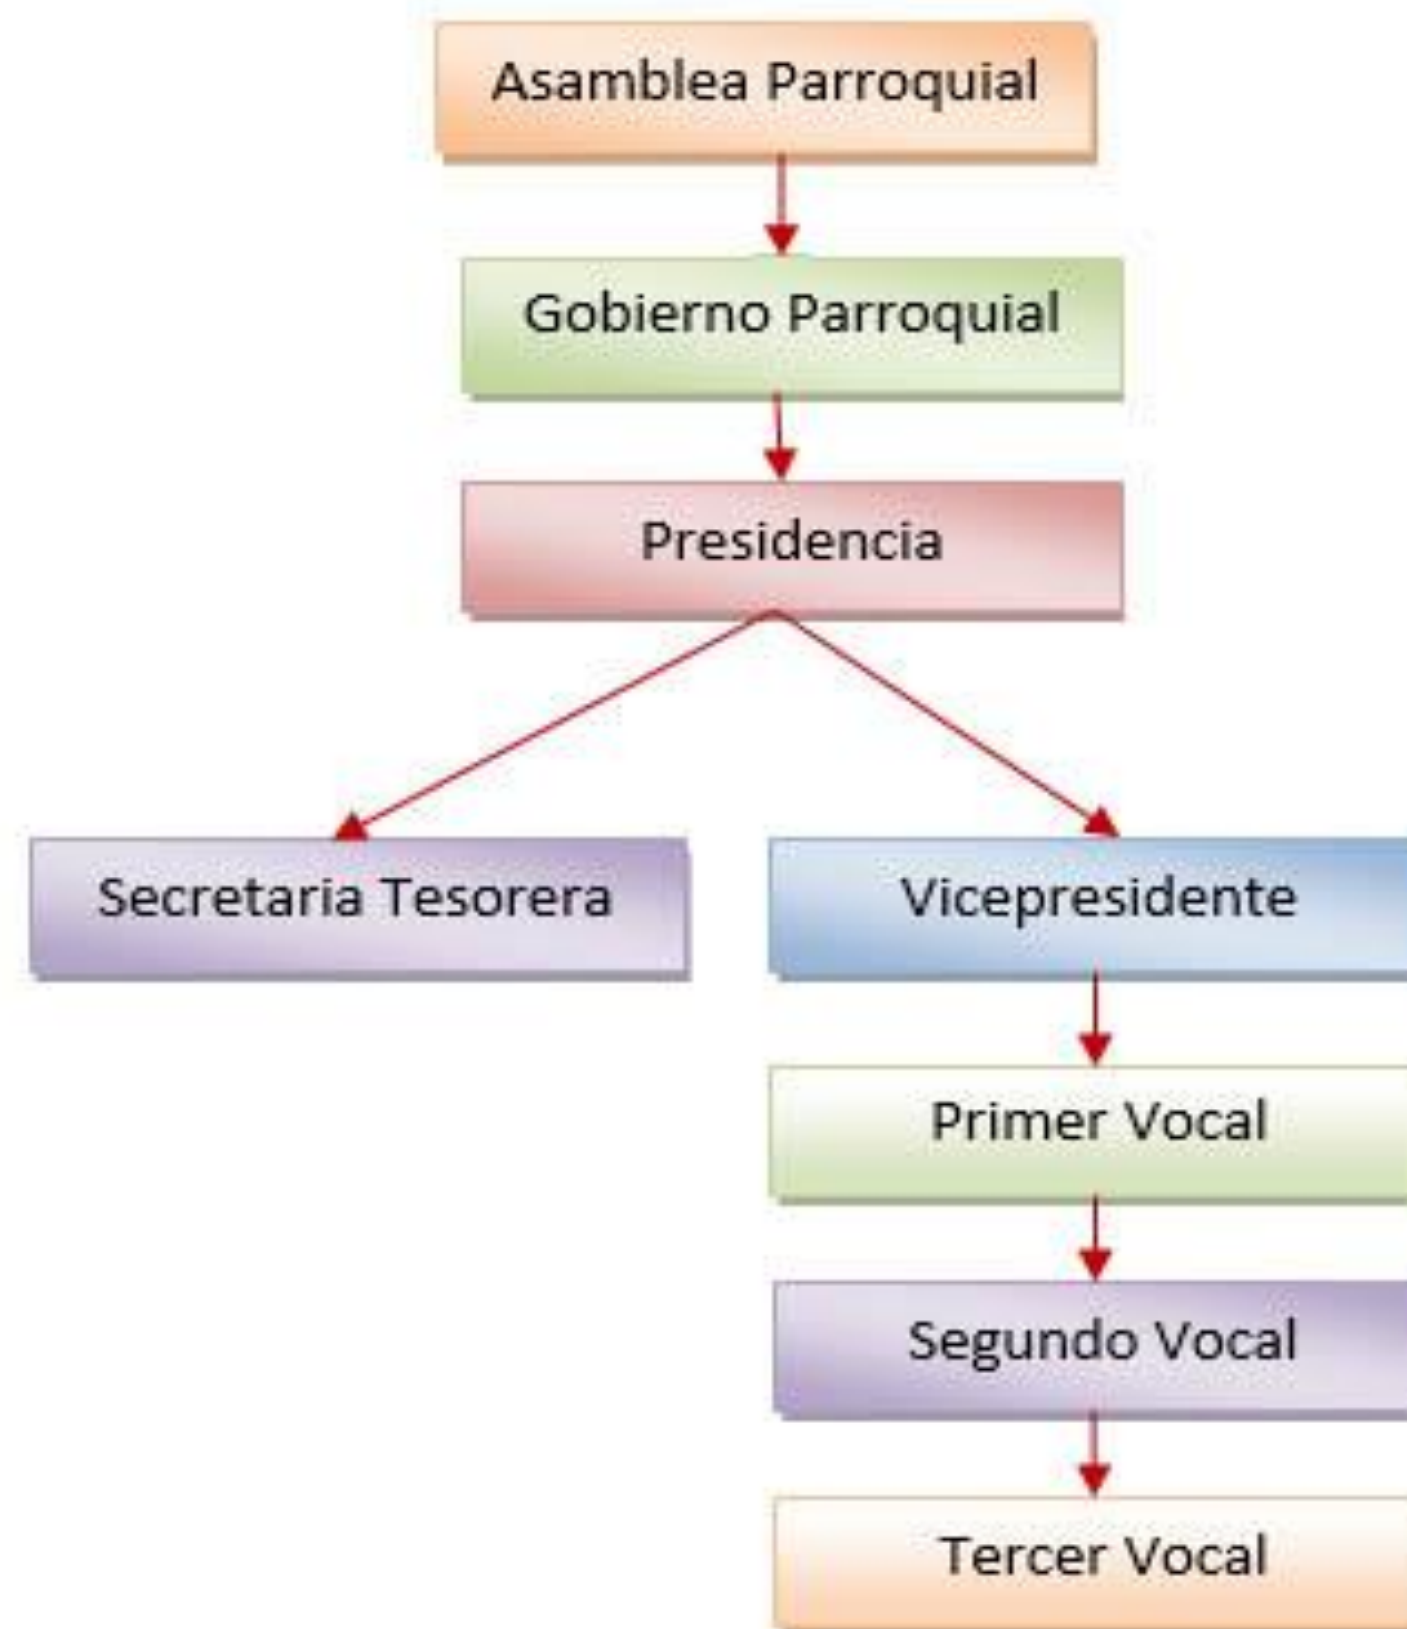 Asamblea Parroquial
Gobierno Parroquial
Presidencia
Secretaria Tesorera
Vicepresidente
Primer Vocal
Segundo Vocal
Tercer Vocal